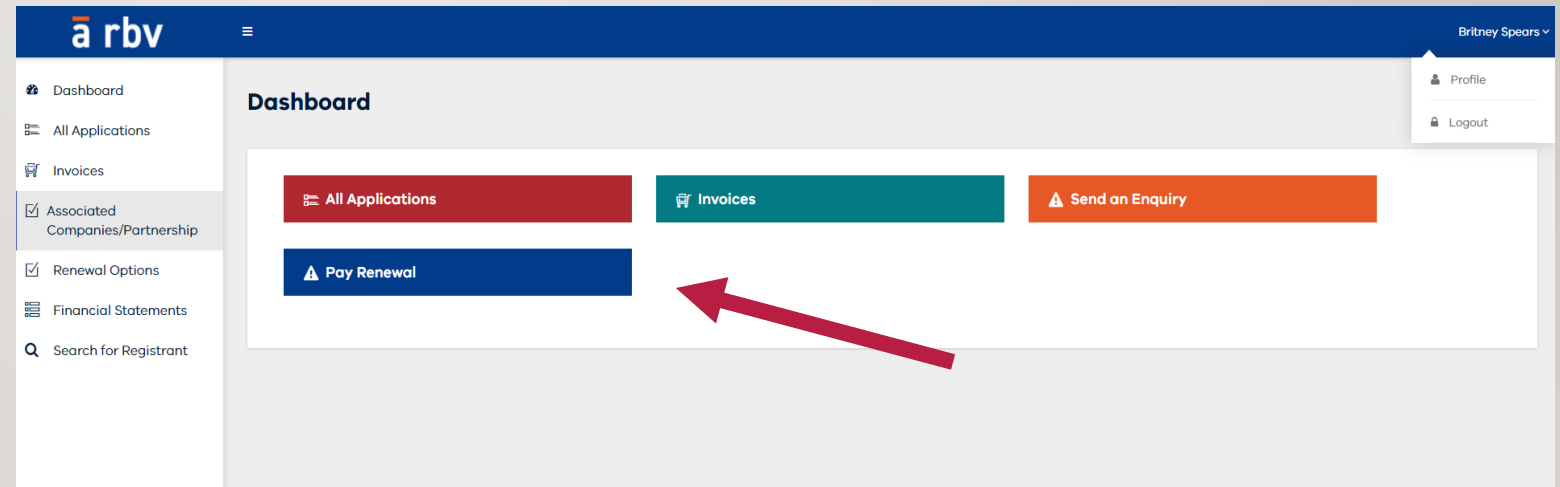 ā rbv
Britney Spears
Profile
Logout
Dashboard
All Applications
Invoices
Associated
Companies/Partnership
Renewal Options
Financial Statements
Search for Registrant
Dashboard
All Applications
Invoices
Send an Enquiry
Pay Renewal